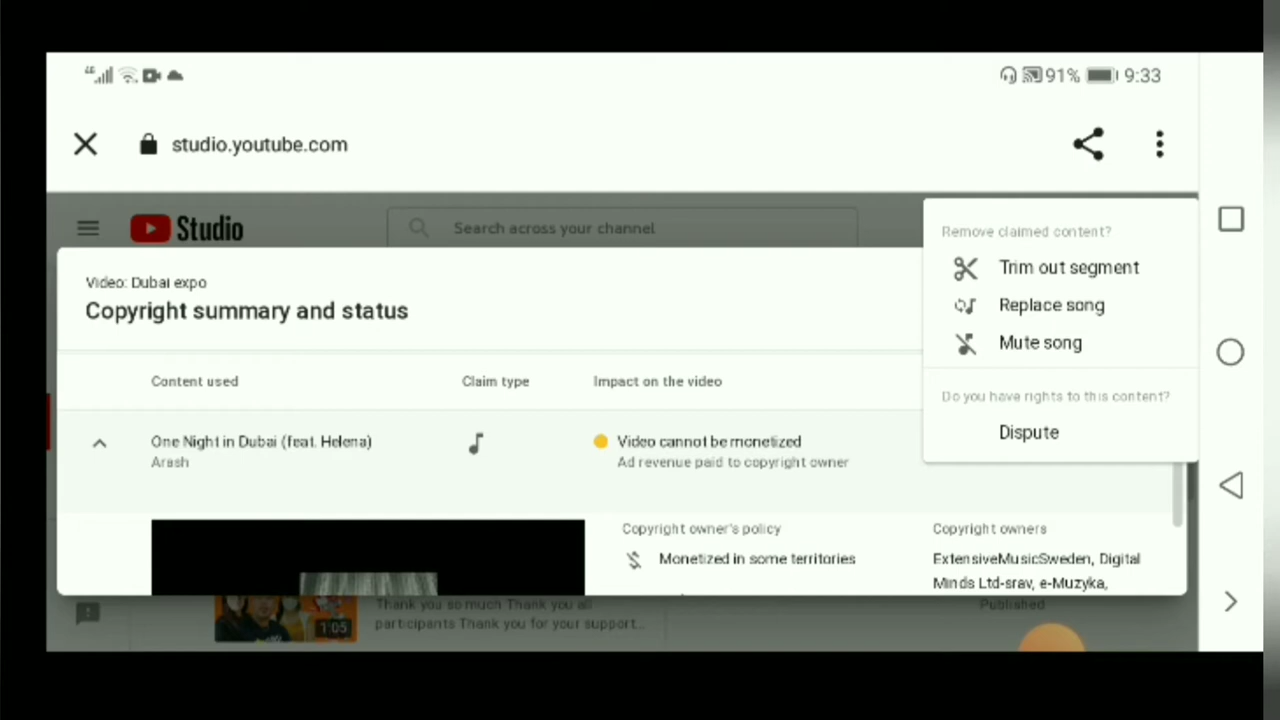 91% 9:33
studio.youtube.com
Studio
Search across your channel
Remove claimed content?
Trim out segment
Replace song
Mute song
Do you have rights to this content?
Dispute
Video: Dubai expo
Copyright summary and status
Content used Claim type Impact on the video
One Night in Dubai (feat. Helena) Video cannot be monetized
Arash Ad revenue paid to copyright owner
Copyright owner's policy Copyright owners
Monetized in some territories ExtensiveMusicSweden, Digital
Minds Ltd-srav, e-Muzyka,
Thank you so much Thank you all Published
participants Thank you for your support...
1:05